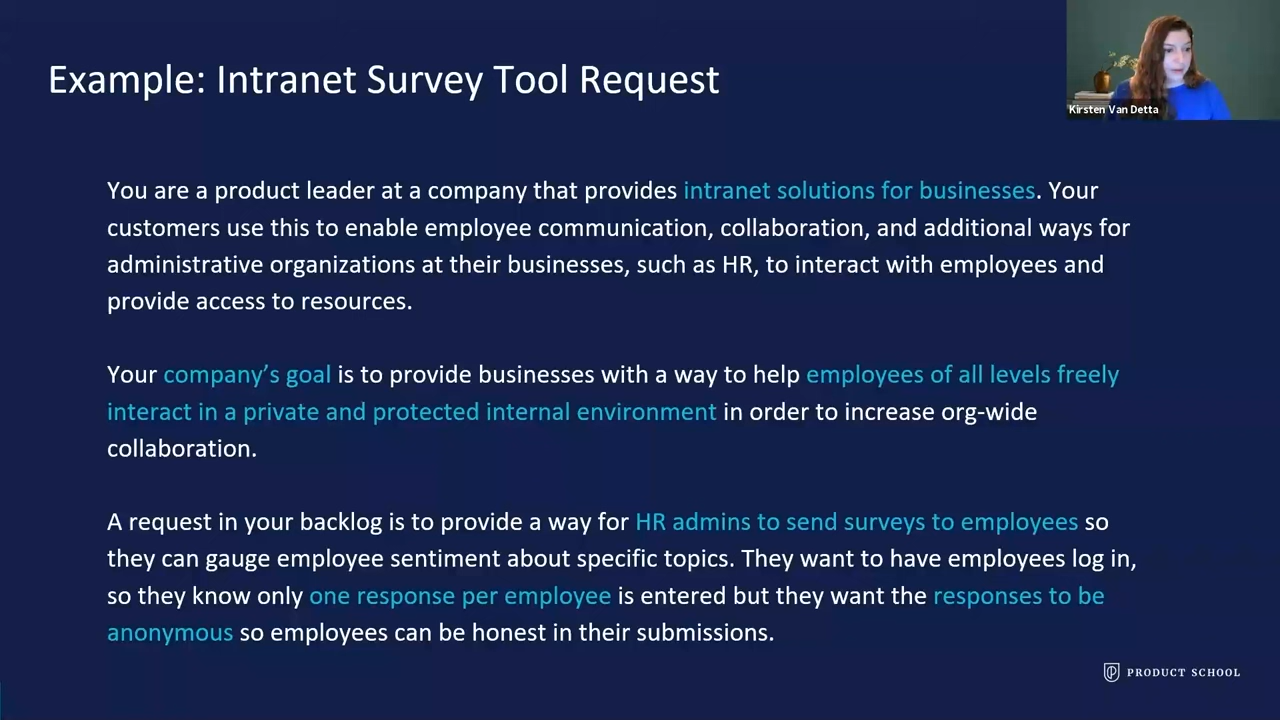 Example: Intranet Survey Tool Request
Kirsten Van Detta
You are a product leader at a company that provides intranet solutions for businesses. Your
customers use this to enable employee communication, collaboration, and additional ways for
administrative organizations at their businesses, such as HR, to interact with employees and
provide access to resources.
Your company’s goal is to provide businesses with a way to help employees of all levels freely
interact in a private and protected internal environment in order to increase org-wide
collaboration.
A request in your backlog is to provide a way for HR admins to send surveys to employees so
they can gauge employee sentiment about specific topics. They want to have employees log in,
so they know only one response per employee is entered but they want the responses to be
anonymous so employees can be honest in their submissions.
PRODUCT SCHOOL